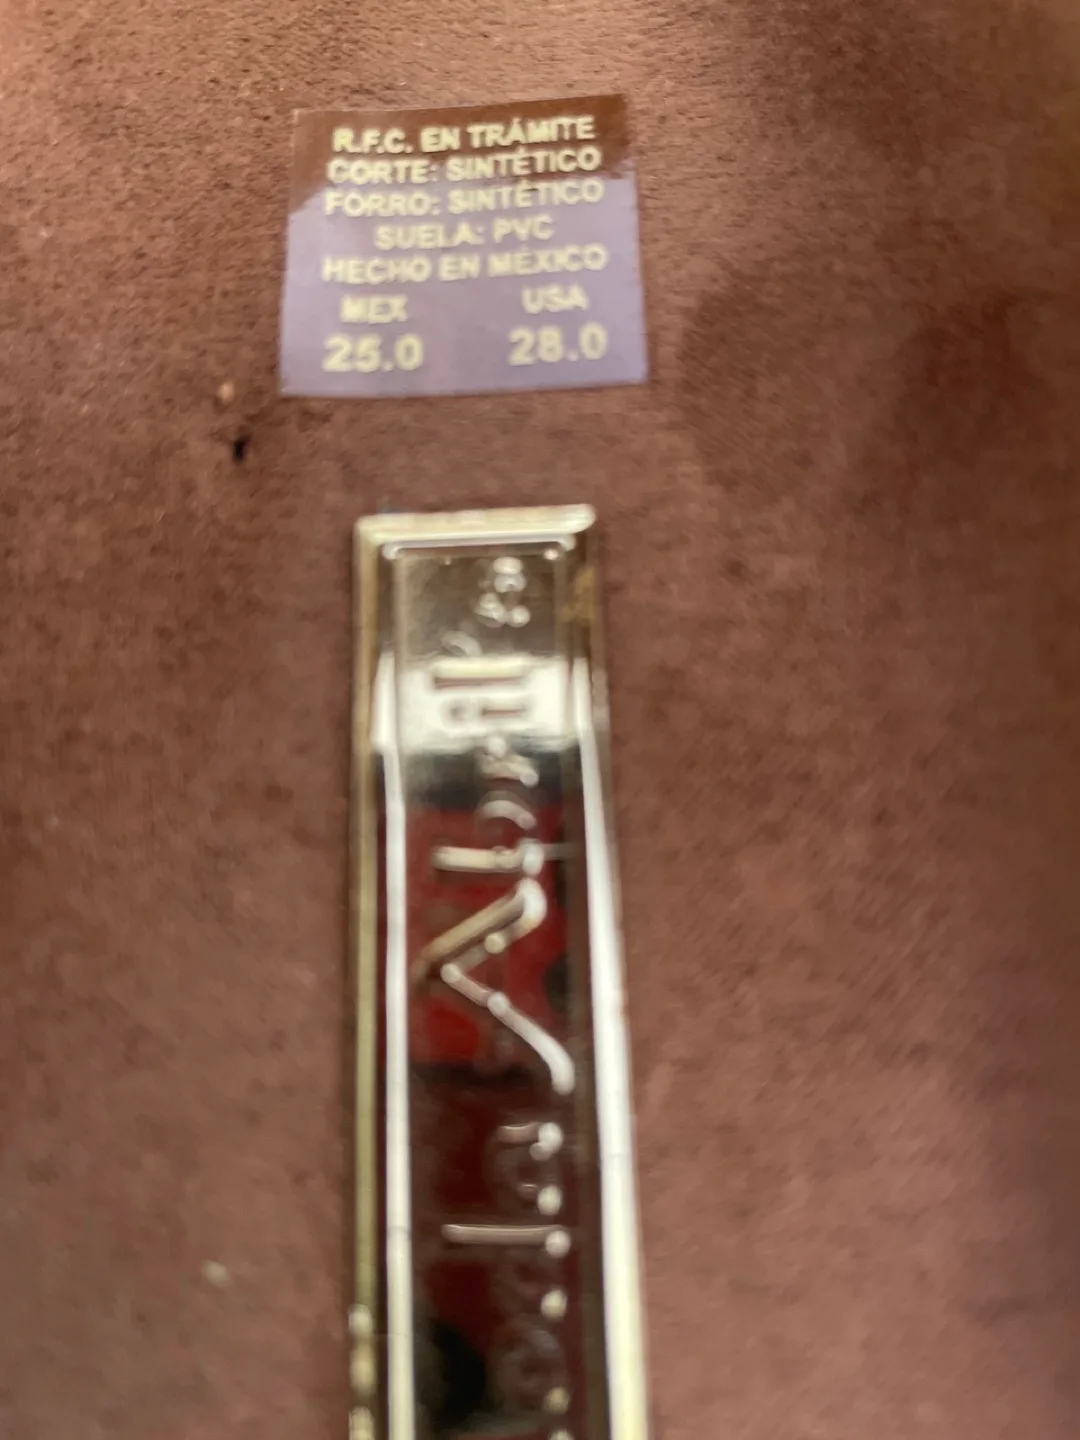 R.F.C. EN TRÁMITE
CORTE: SINTÉTICO
FORRO: SINTÉTICO
SUELA: PVC
HECHO EN MÉXICO
MEX USA
25.0 28.0